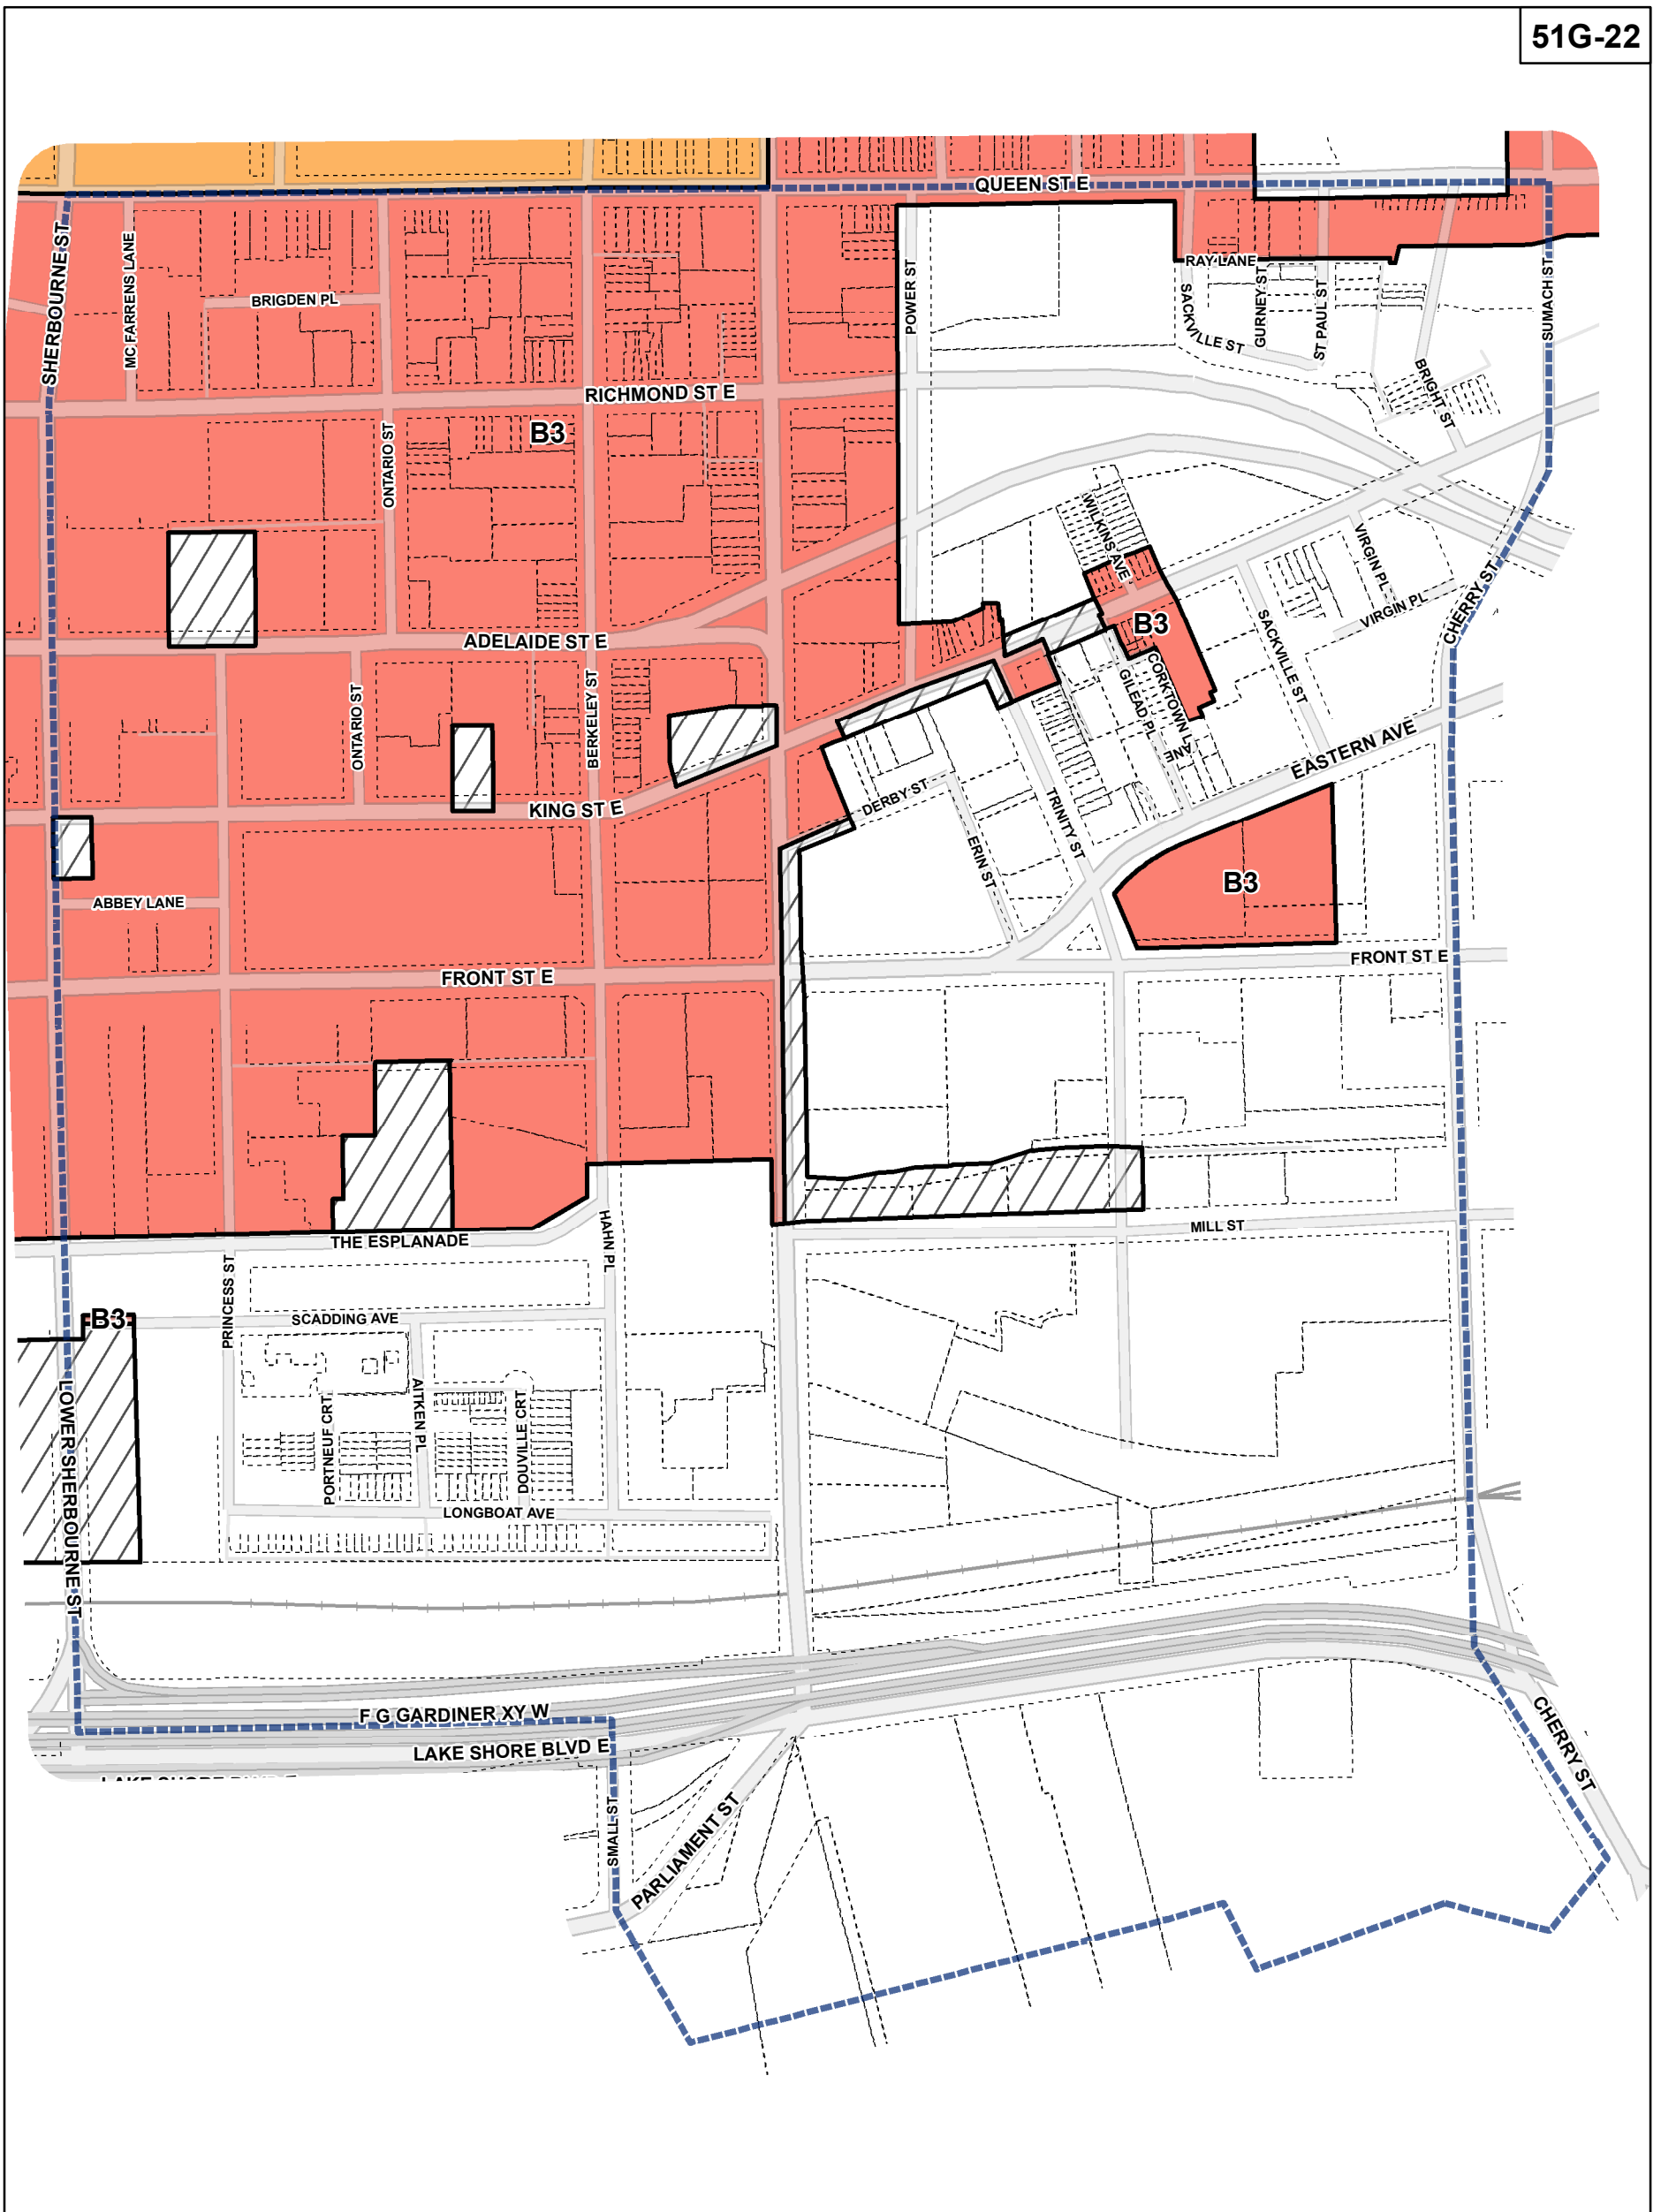 51G-22
QUEEN ST E
SHERBOURNE ST
MC FARRENS LANE
POWER ST
RAY LANE
SUMACH ST
GURNEY ST
ST PAUL ST
SACKVILLE ST
BRIGDEN PL
BRIGHT ST
RICHMOND ST E
B3
ONTARIO ST
WILKINS AVE
VIRGIN PL
VIRGIN PL
CHERRY ST
B3
ADELAIDE ST E
SACKVILLE ST
ONTARIO ST
BERKELEY ST
GILEAD PL
CORKTOWN LANE
EASTERN AVE
KING ST E
DERBY ST
TRINITY ST
ERIN ST
B3
ABBEY LANE
FRONT ST E
FRONT ST E
MILL ST
THE ESPLANADE
HAHN PL
PRINCESS ST
B3
SCADDING AVE
LOWER SHERBOURNE ST
PORTNEUF CRT
AITKEN PL
DOUVILLE CRT
LONGBOAT AVE
F G GARDINER XY W
LAKE SHORE BLVD E
CHERRY ST
SMALL ST
PARLIAMENT ST